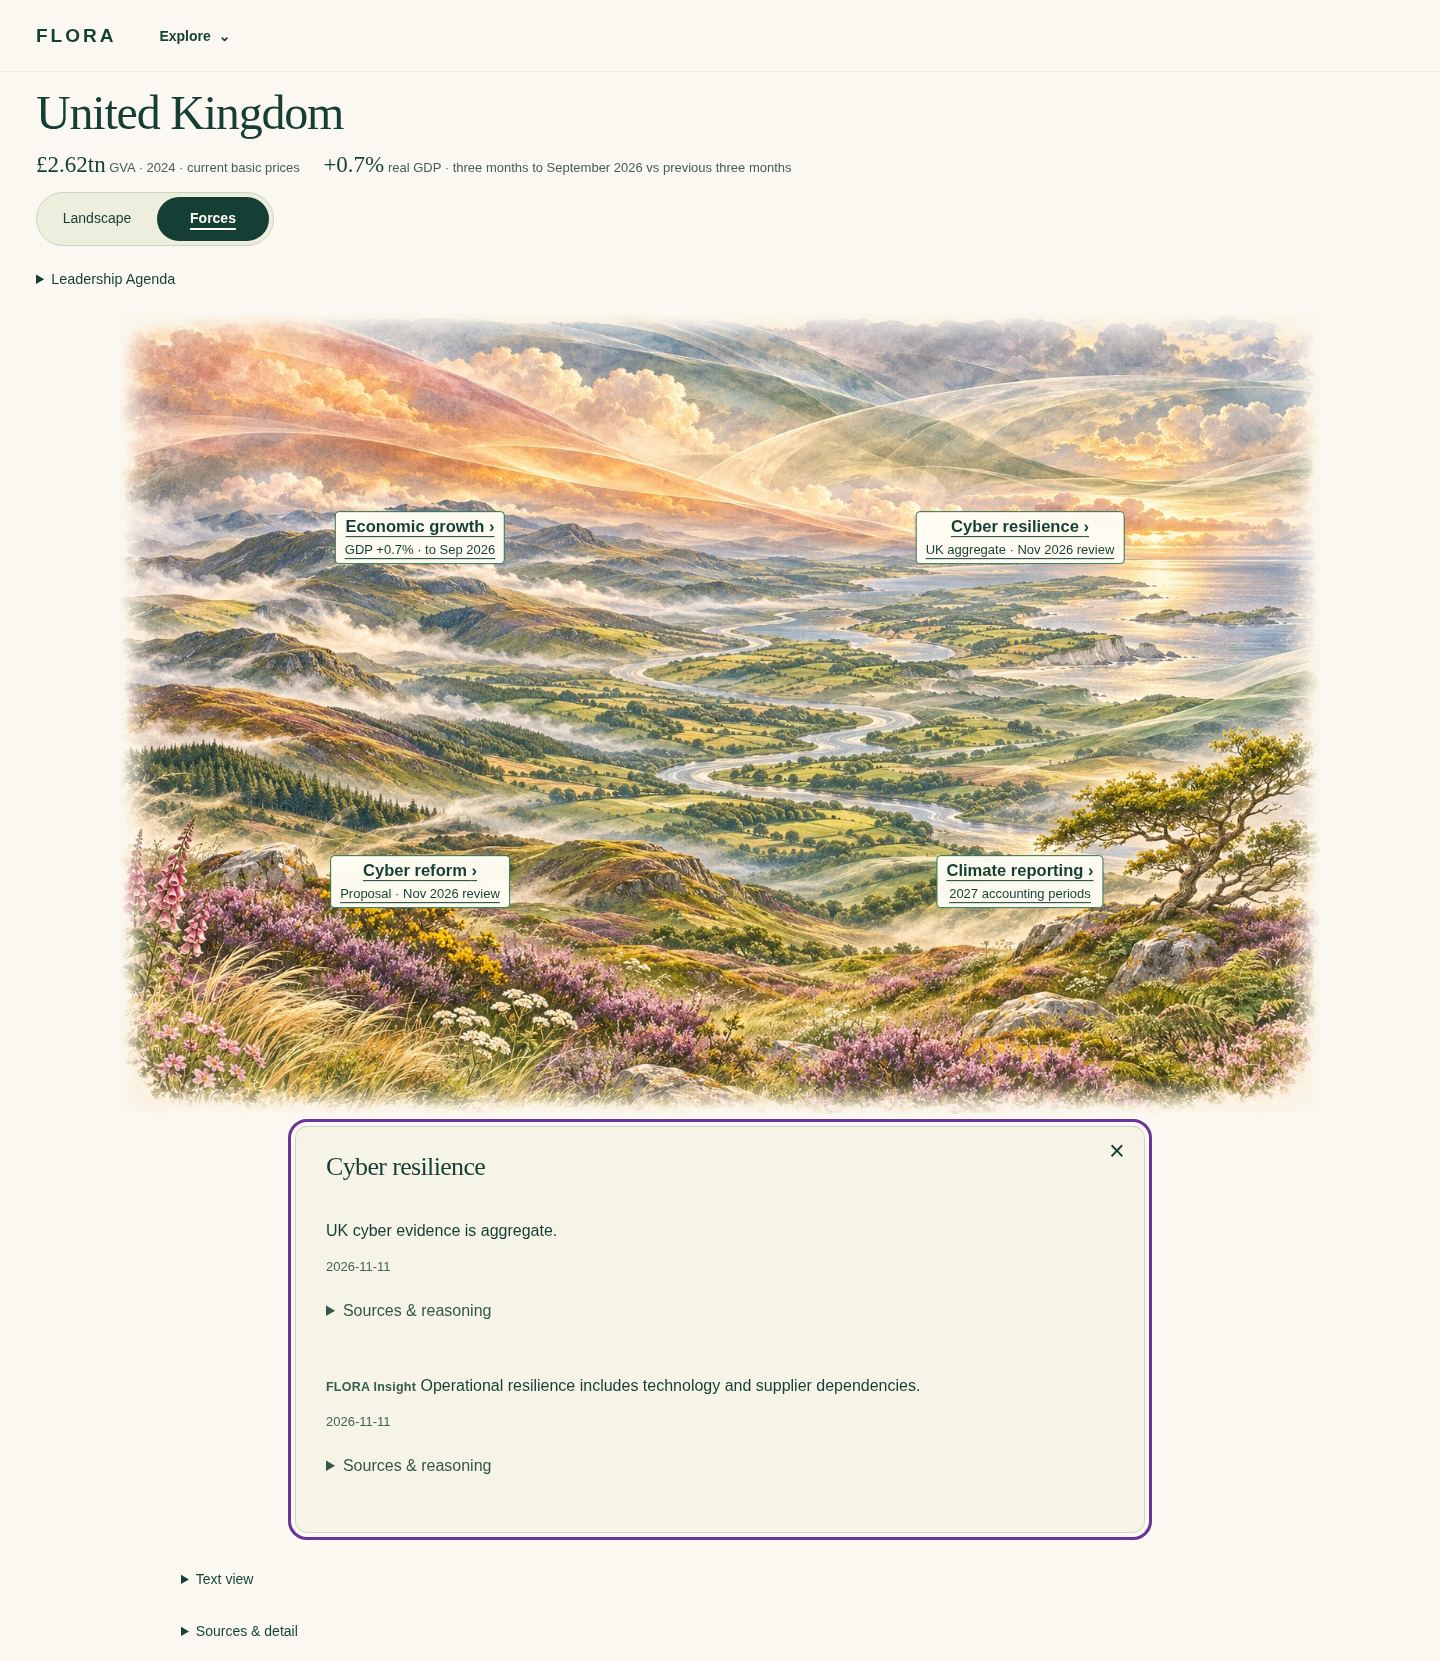 FLORA
Explore ⌄
United Kingdom
£2.62tn GVA · 2024 · current basic prices +0.7% real GDP · three months to September 2026 vs previous three months
Landscape Forces
▶ Leadership Agenda
Economic growth ›
GDP +0.7% · to Sep 2026
Cyber resilience ›
UK aggregate · Nov 2026 review
Cyber reform ›
Proposal · Nov 2026 review
Climate reporting ›
2027 accounting periods
×
Cyber resilience
UK cyber evidence is aggregate.
2026-11-11
▶ Sources & reasoning
FLORA Insight Operational resilience includes technology and supplier dependencies.
2026-11-11
▶ Sources & reasoning
▶ Text view
▶ Sources & detail